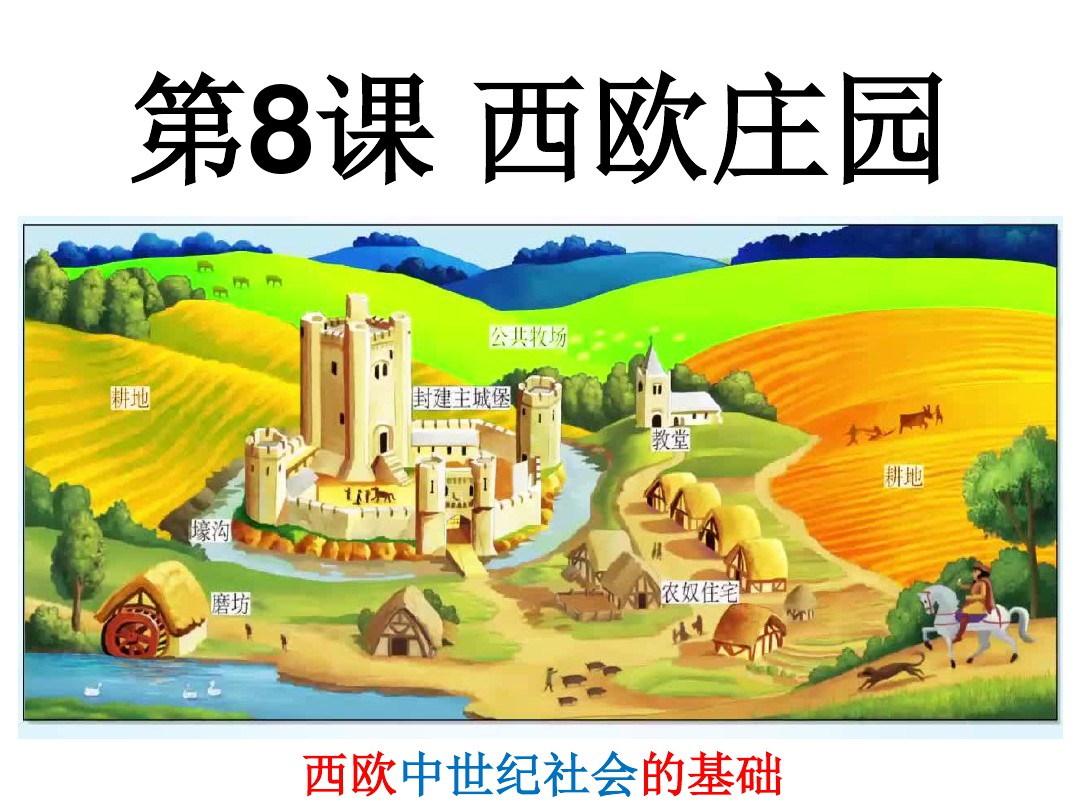 第8课 西欧庄园
公共牧场
耕地
封建主城堡
教堂
耕地
壕沟
农奴住宅
磨坊
西欧中世纪社会的基础